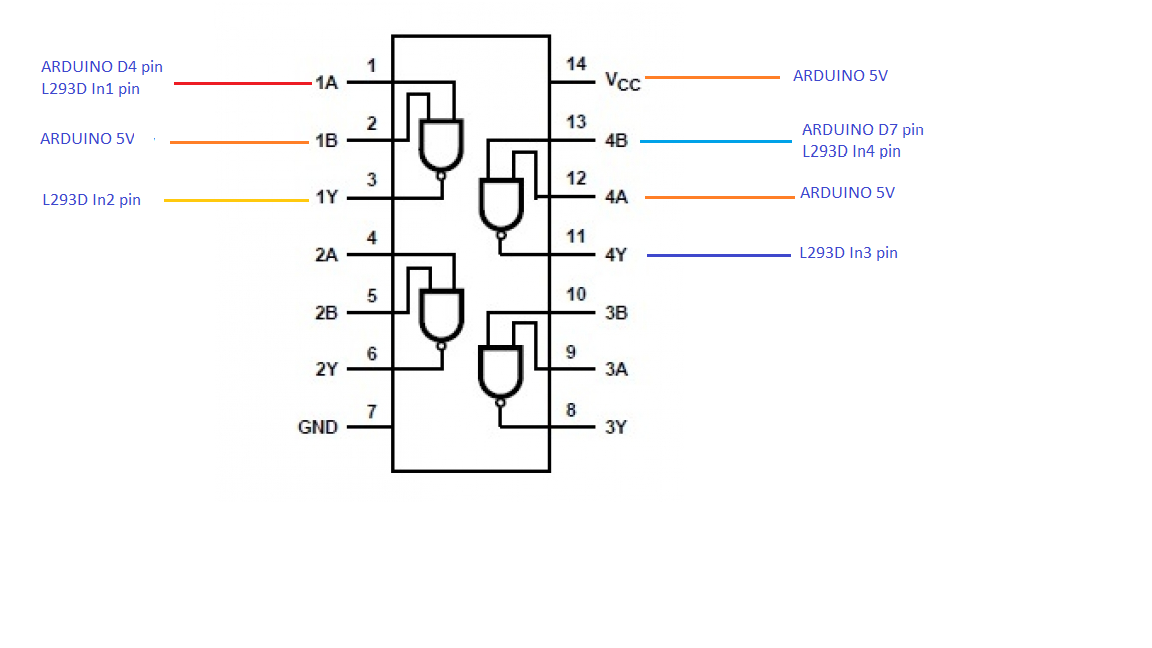 ARDUINO D4 pin
L293D In1 pin
1 1A
ARDUINO 5V
2 1B
L293D In2 pin
3 1Y
4 2A
5 2B
6 2Y
7 GND
14 VCC
ARDUINO 5V
13 4B
ARDUINO D7 pin
L293D In4 pin
12 4A
ARDUINO 5V
11 4Y
L293D In3 pin
10 3B
9 3A
8 3Y